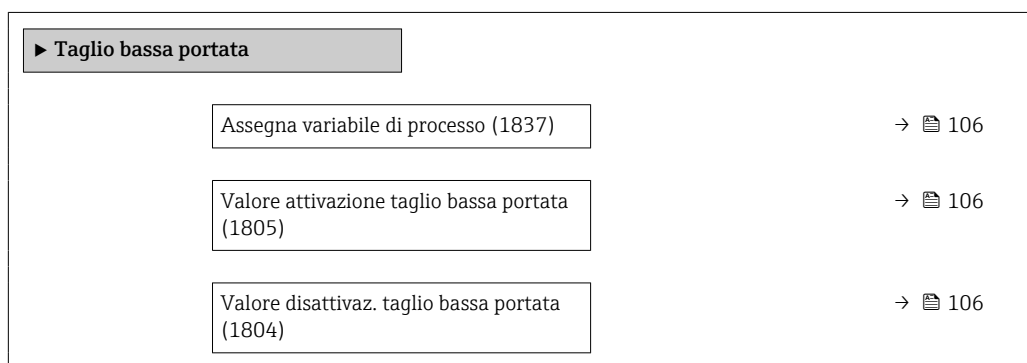 ▶ Taglio bassa portata
Assegna variabile di processo (1837) → 106
Valore attivazione taglio bassa portata
(1805) → 106
Valore disattivaz. taglio bassa portata
(1804) → 106